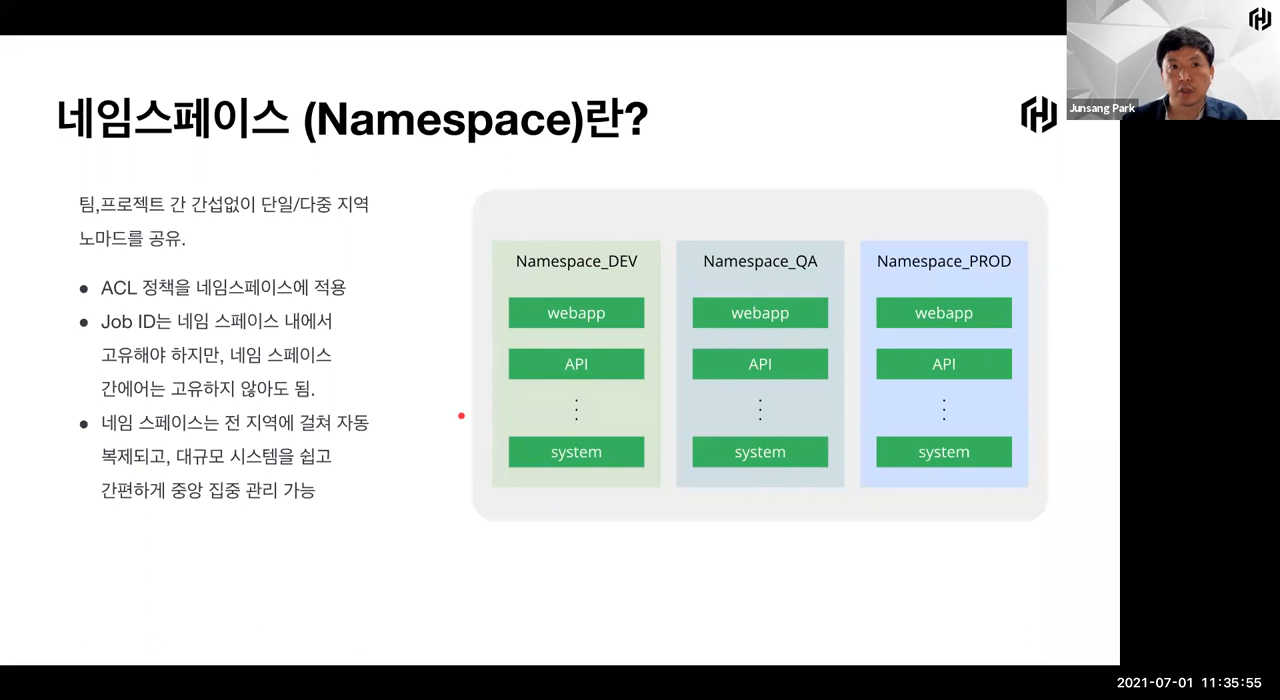 Junsang Park
네임스페이스 (Namespace)란?
팀,프로젝트 간 간섭없이 단일/다중 지역
노마드를 공유.
● ACL 정책을 네임스페이스에 적용
● Job ID는 네임 스페이스 내에서
고유해야 하지만, 네임 스페이스
간에어는 고유하지 않아도 됨.
● 네임 스페이스는 전 지역에 걸쳐 자동
복제되고, 대규모 시스템을 쉽고
간편하게 중앙 집중 관리 가능
Namespace_DEV
webapp
API
system
Namespace_QA
webapp
API
system
Namespace_PROD
webapp
API
system
2021-07-01 11:35:55